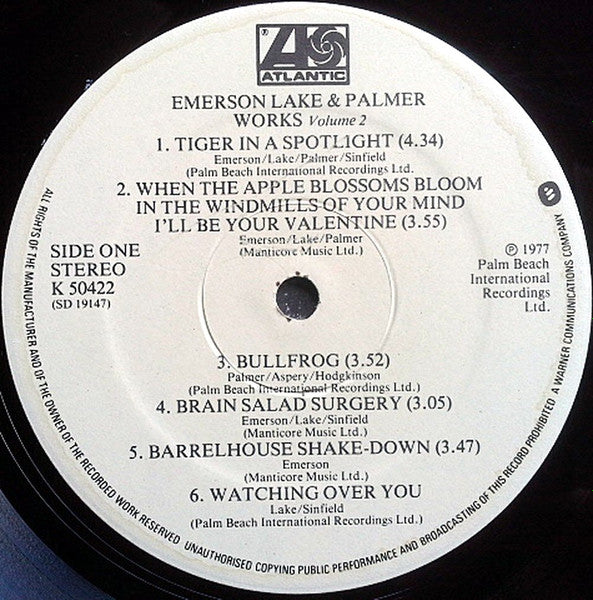 ®
ATLANTIC
EMERSON LAKE & PALMER
WORKS Volume 2
1. TIGER IN A SPOTLIGHT (4.34)
Emerson/Lake/Palmer/Sinfield
(Palm Beach International Recordings Ltd.
2. WHEN THE APPLE BLOSSOMS BLOOM
IN THE WINDMILLS OF YOUR MIND
I'LL BE YOUR VALENTINE (3.55)
Emerson/Lake/Palmer
(Manticore Music Ltd.)
SIDE ONE
STEREO
K 50422
(SD 19147)
℗ 1977
Palm Beach
International
Recordings
Ltd.
3. BULLFROG (3.52)
Palmer/Aspery/Hodgkinson
(Palm Beach International Recordings Ltd.)
4. BRAIN SALAD SURGERY (3.05)
Emerson/Lake/Sinfield
(Manticore Music Ltd.)
5. BARRELHOUSE SHAKE-DOWN (3.47)
Emerson
(Manticore Music Ltd.)
6. WATCHING OVER YOU
Lake/Sinfield
(Palm Beach International Recordings Ltd.)
ALL RIGHTS OF THE MANUFACTURER AND OF THE OWNER OF THE RECORDED WORK RESERVED UNAUTHORISED COPYING PUBLIC PERFORMANCE AND BROADCASTING OF THIS RECORD PROHIBITED A WARNER COMMUNICATIONS COMPANY